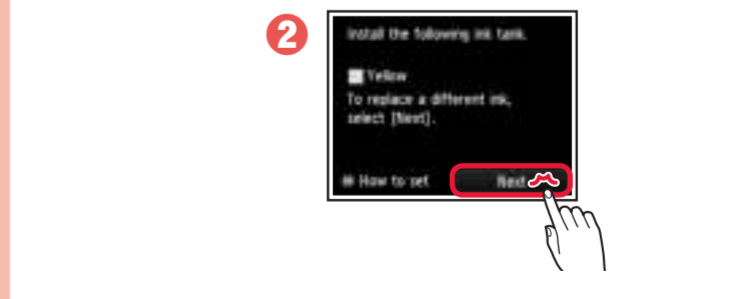 2
Install the following ink tank.
Yellow
To replace a different ink,
select [Next].
How to set
Next